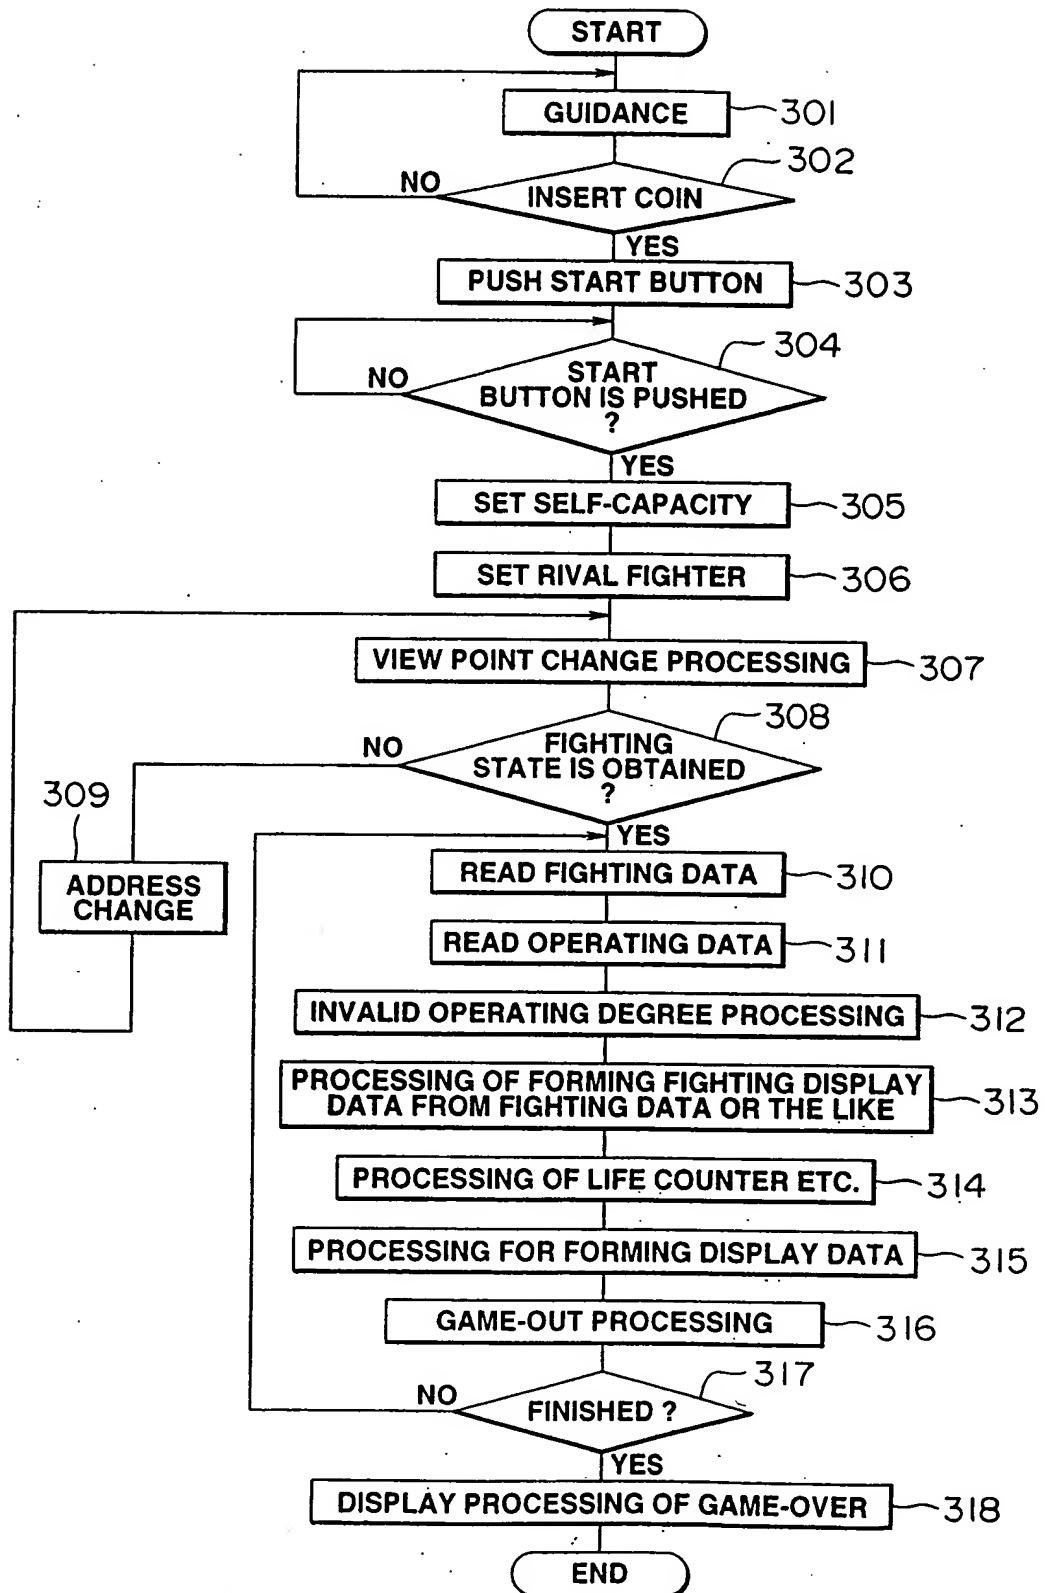 START
GUIDANCE
301
302
NO
INSERT COIN
YES
PUSH START BUTTON
303
304
NO
START
BUTTON IS PUSHED
?
YES
SET SELF-CAPACITY
305
SET RIVAL FIGHTER
306
VIEW POINT CHANGE PROCESSING
307
308
NO
FIGHTING
STATE IS OBTAINED
?
309
YES
ADDRESS
CHANGE
READ FIGHTING DATA
310
READ OPERATING DATA
311
INVALID OPERATING DEGREE PROCESSING
312
PROCESSING OF FORMING FIGHTING DISPLAY
DATA FROM FIGHTING DATA OR THE LIKE
313
PROCESSING OF LIFE COUNTER ETC.
314
PROCESSING FOR FORMING DISPLAY DATA
315
GAME-OUT PROCESSING
316
317
NO
FINISHED ?
YES
DISPLAY PROCESSING OF GAME-OVER
318
END